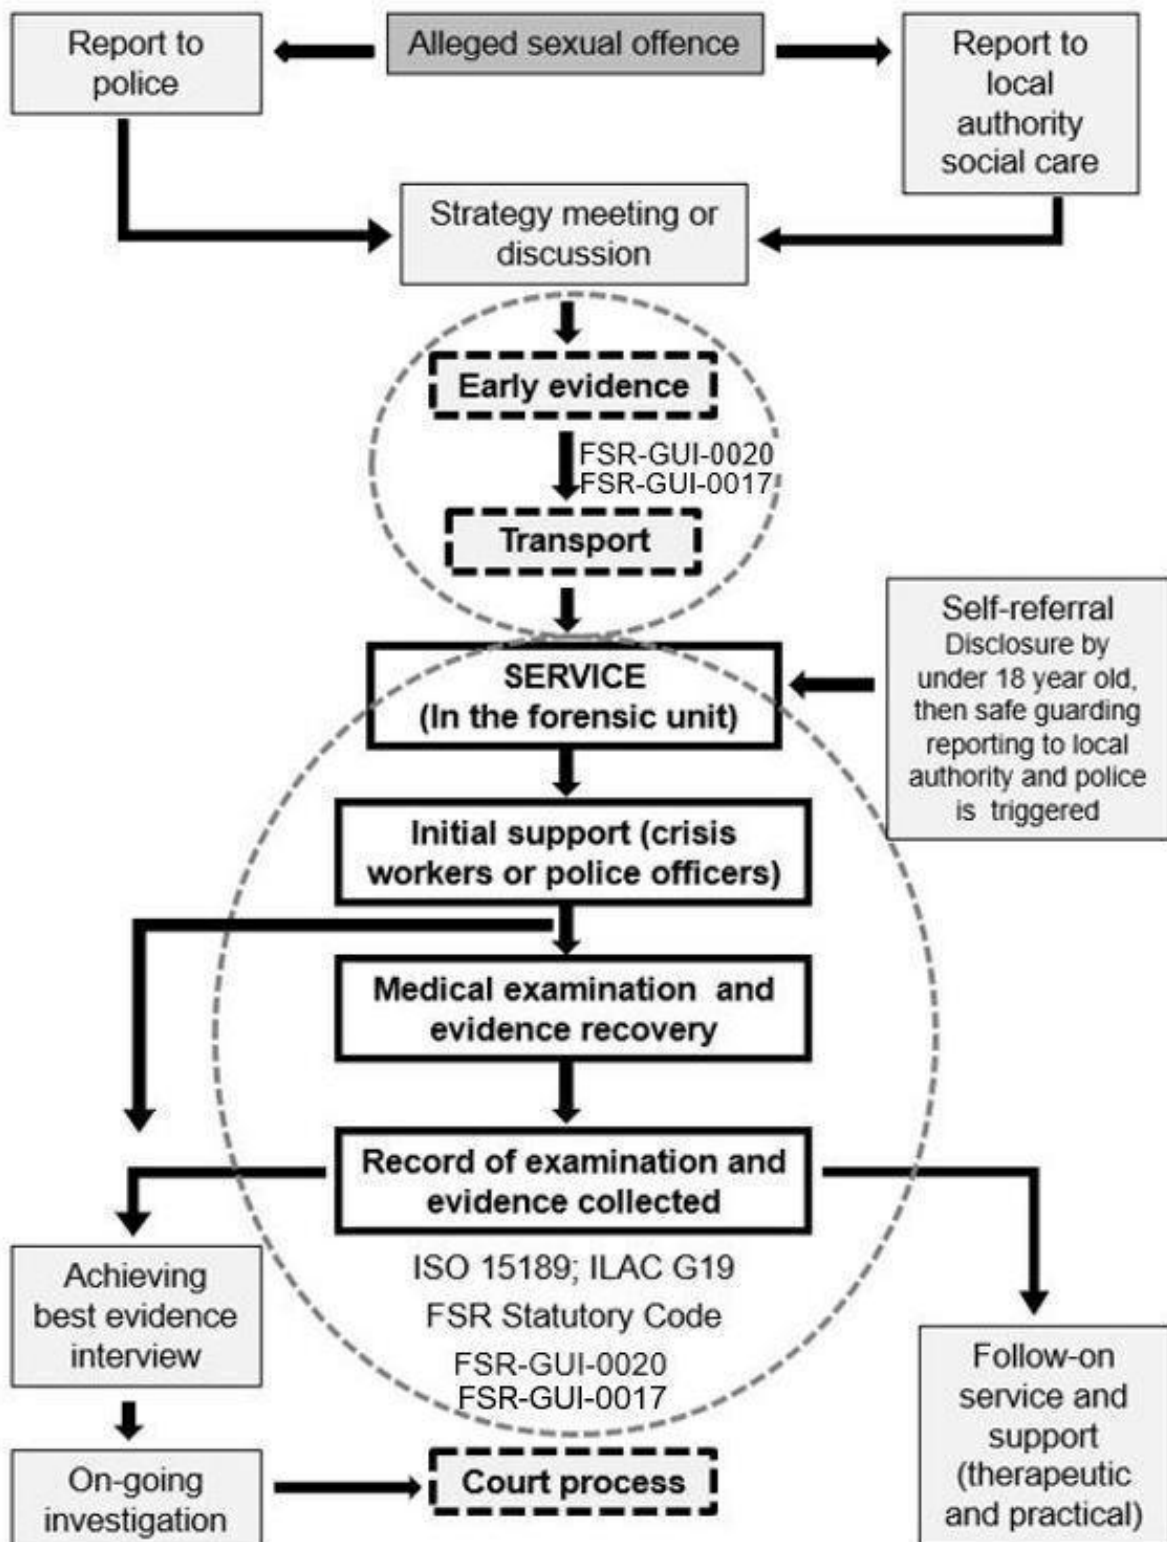 Report to
police
Alleged sexual offence
Report to
local
authority
social care
Strategy meeting or
discussion
Early evidence
FSR-GUI-0020
FSR-GUI-0017
Transport
SERVICE
(In the forensic unit)
Self-referral
Disclosure by
under 18 year old,
then safe guarding
reporting to local
authority and police
is triggered
Initial support (crisis
workers or police officers)
Medical examination and
evidence recovery
Record of examination and
evidence collected
ISO 15189; ILAC G19
FSR Statutory Code
FSR-GUI-0020
FSR-GUI-0017
Achieving
best evidence
interview
On-going
investigation
Court process
Follow-on
service and
support
(therapeutic
and practical)